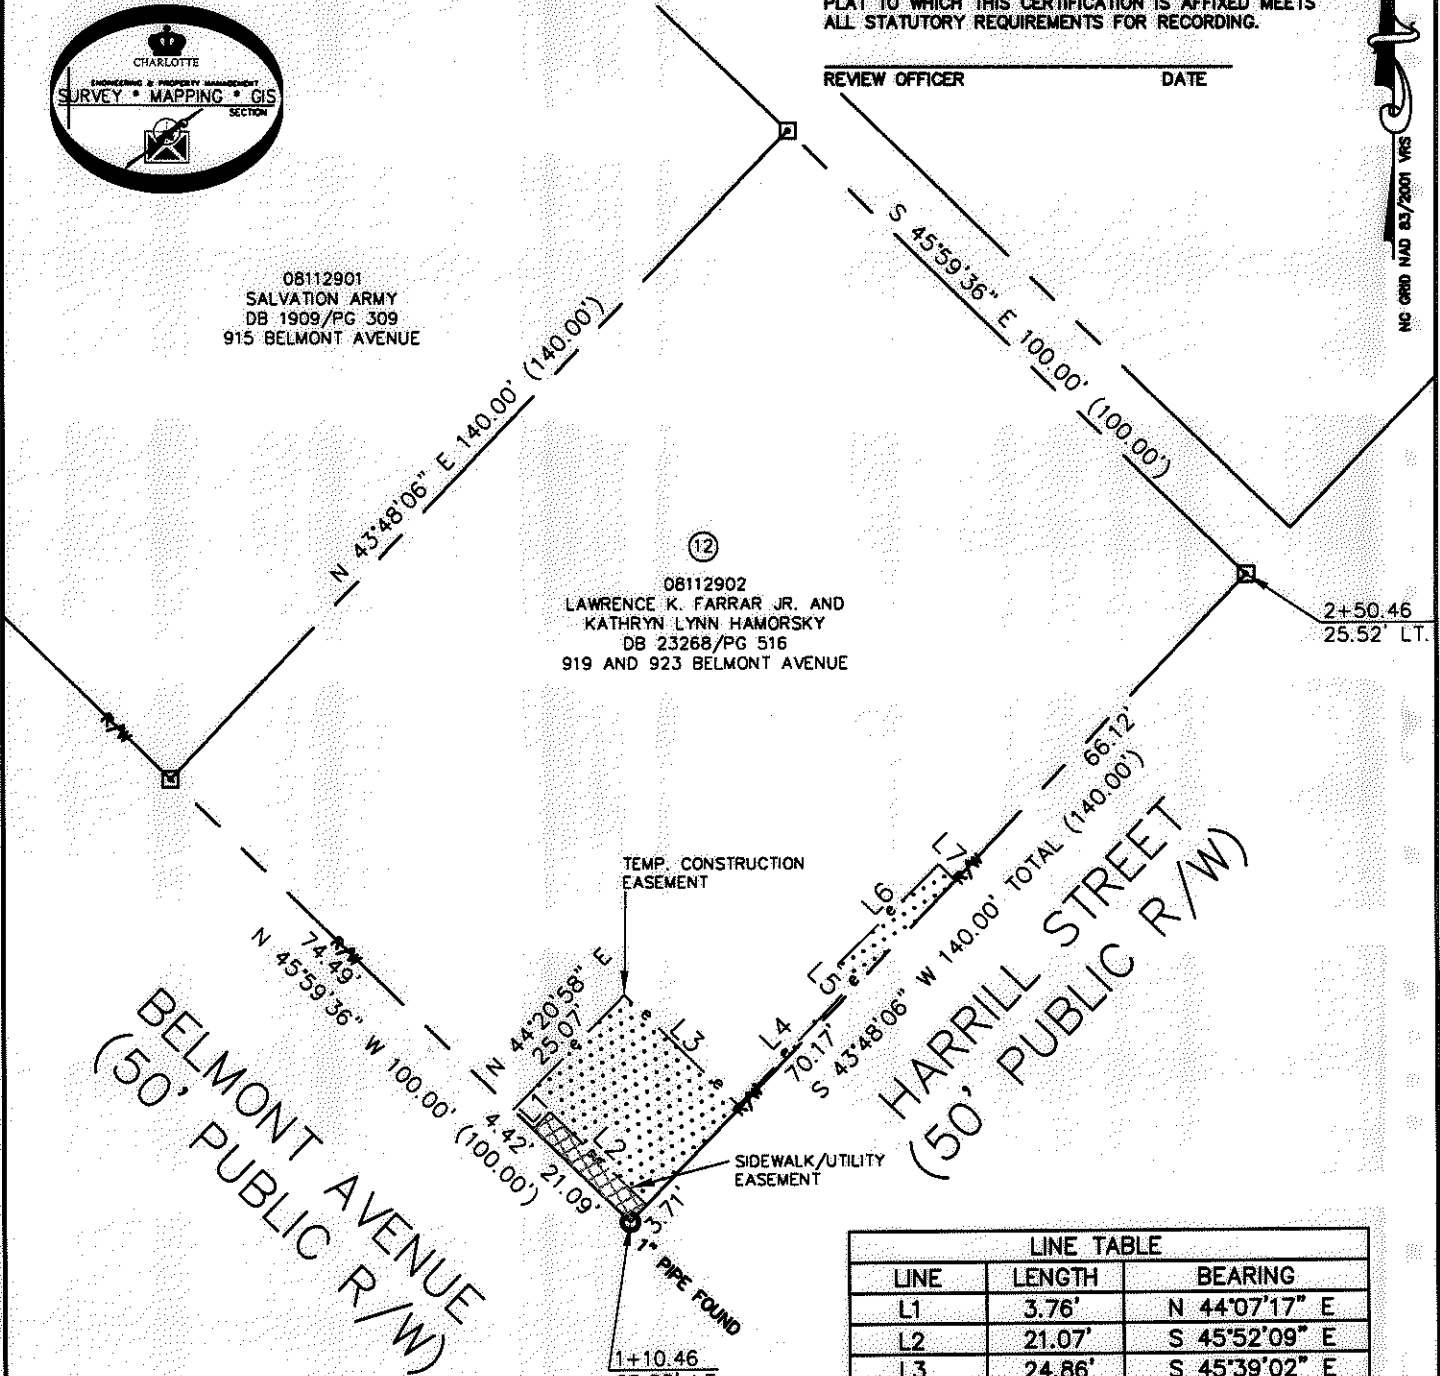 PLAT TO WHICH THIS CERTIFICATION IS AFFIXED MEETS
ALL STATUTORY REQUIREMENTS FOR RECORDING.
REVIEW OFFICER DATE
CHARLOTTE
ENGINEERING & PROPERTY MANAGEMENT
SURVEY * MAPPING * GIS
SECTION
NC GRID NAD 83/2001 VRS
08112901
SALVATION ARMY
DB 1909/PG 309
915 BELMONT AVENUE
N 43°48'06" E 140.00' (140.00')
S 45°59'36" E 100.00' (100.00')
12
08112902
LAWRENCE K. FARRAR JR. AND
KATHRYN LYNN HAMORSKY
DB 23268/PG 516
919 AND 923 BELMONT AVENUE
2+50.46
25.52' LT.
R/W
66.12'
S 43°48'06" W 140.00' TOTAL (140.00')
HARRILL STREET
(50' PUBLIC R/W)
TEMP. CONSTRUCTION
EASEMENT
L7
R/W
L6
e
L5
e
L4
e
70.17'
R/W
L3
e
e
N 44°20'58" E
25.07'
e
R/W
74.49'
N 45°59'36" W 100.00' (100.00')
BELMONT AVENUE
(50' PUBLIC R/W)
L2
4.42'
21.09'
SIDEWALK/UTILITY
EASEMENT
3.71'
1" PIPE FOUND
1+10.46
LINE TABLE
LINE LENGTH BEARING
L1 3.76' N 44°07'17" E
L2 21.07' S 45°52'09" E
L3 24.86' S 45°39'02" E